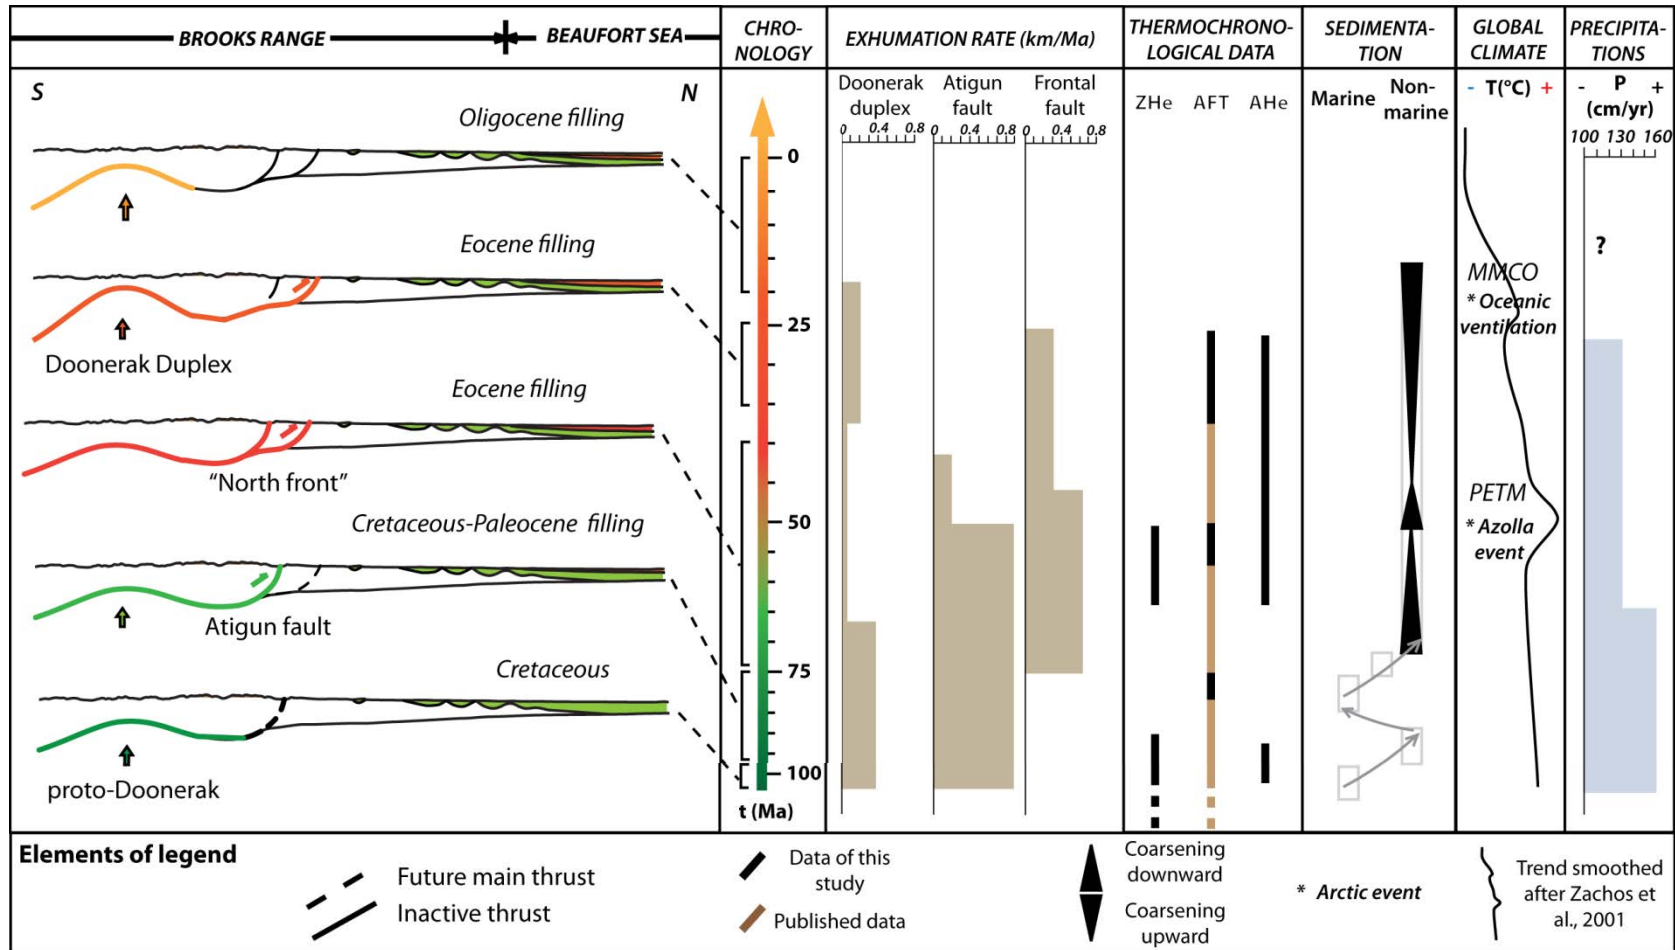 BROOKS RANGE
BEAUFORT SEA
CHRO-
NOLOGY
EXHUMATION RATE (km/Ma)
THERMOCHRONO-
LOGICAL DATA
SEDIMENTA-
TION
GLOBAL
CLIMATE
PRECIPITA-
TIONS
S
N
Oligocene filling
Eocene filling
Doonerak Duplex
Eocene filling
"North front"
Cretaceous-Paleocene filling
Atigun fault
Cretaceous
proto-Doonerak
0
25
50
75
100
t (Ma)
Doonerak
duplex
0 0.4 0.8
Atigun
fault
0 0.4 0.8
Frontal
fault
0 0.4 0.8
ZHe AFT AHe
Marine
Non-
marine
- T(°C) +
MMCO
* Oceanic
ventilation
PETM
* Azolla
event
- P +
(cm/yr)
100 130 160
?
Elements of legend
Future main thrust
Inactive thrust
Data of this
study
Published data
Coarsening
downward
Coarsening
upward
* Arctic event
Trend smoothed
after Zachos et
al., 2001